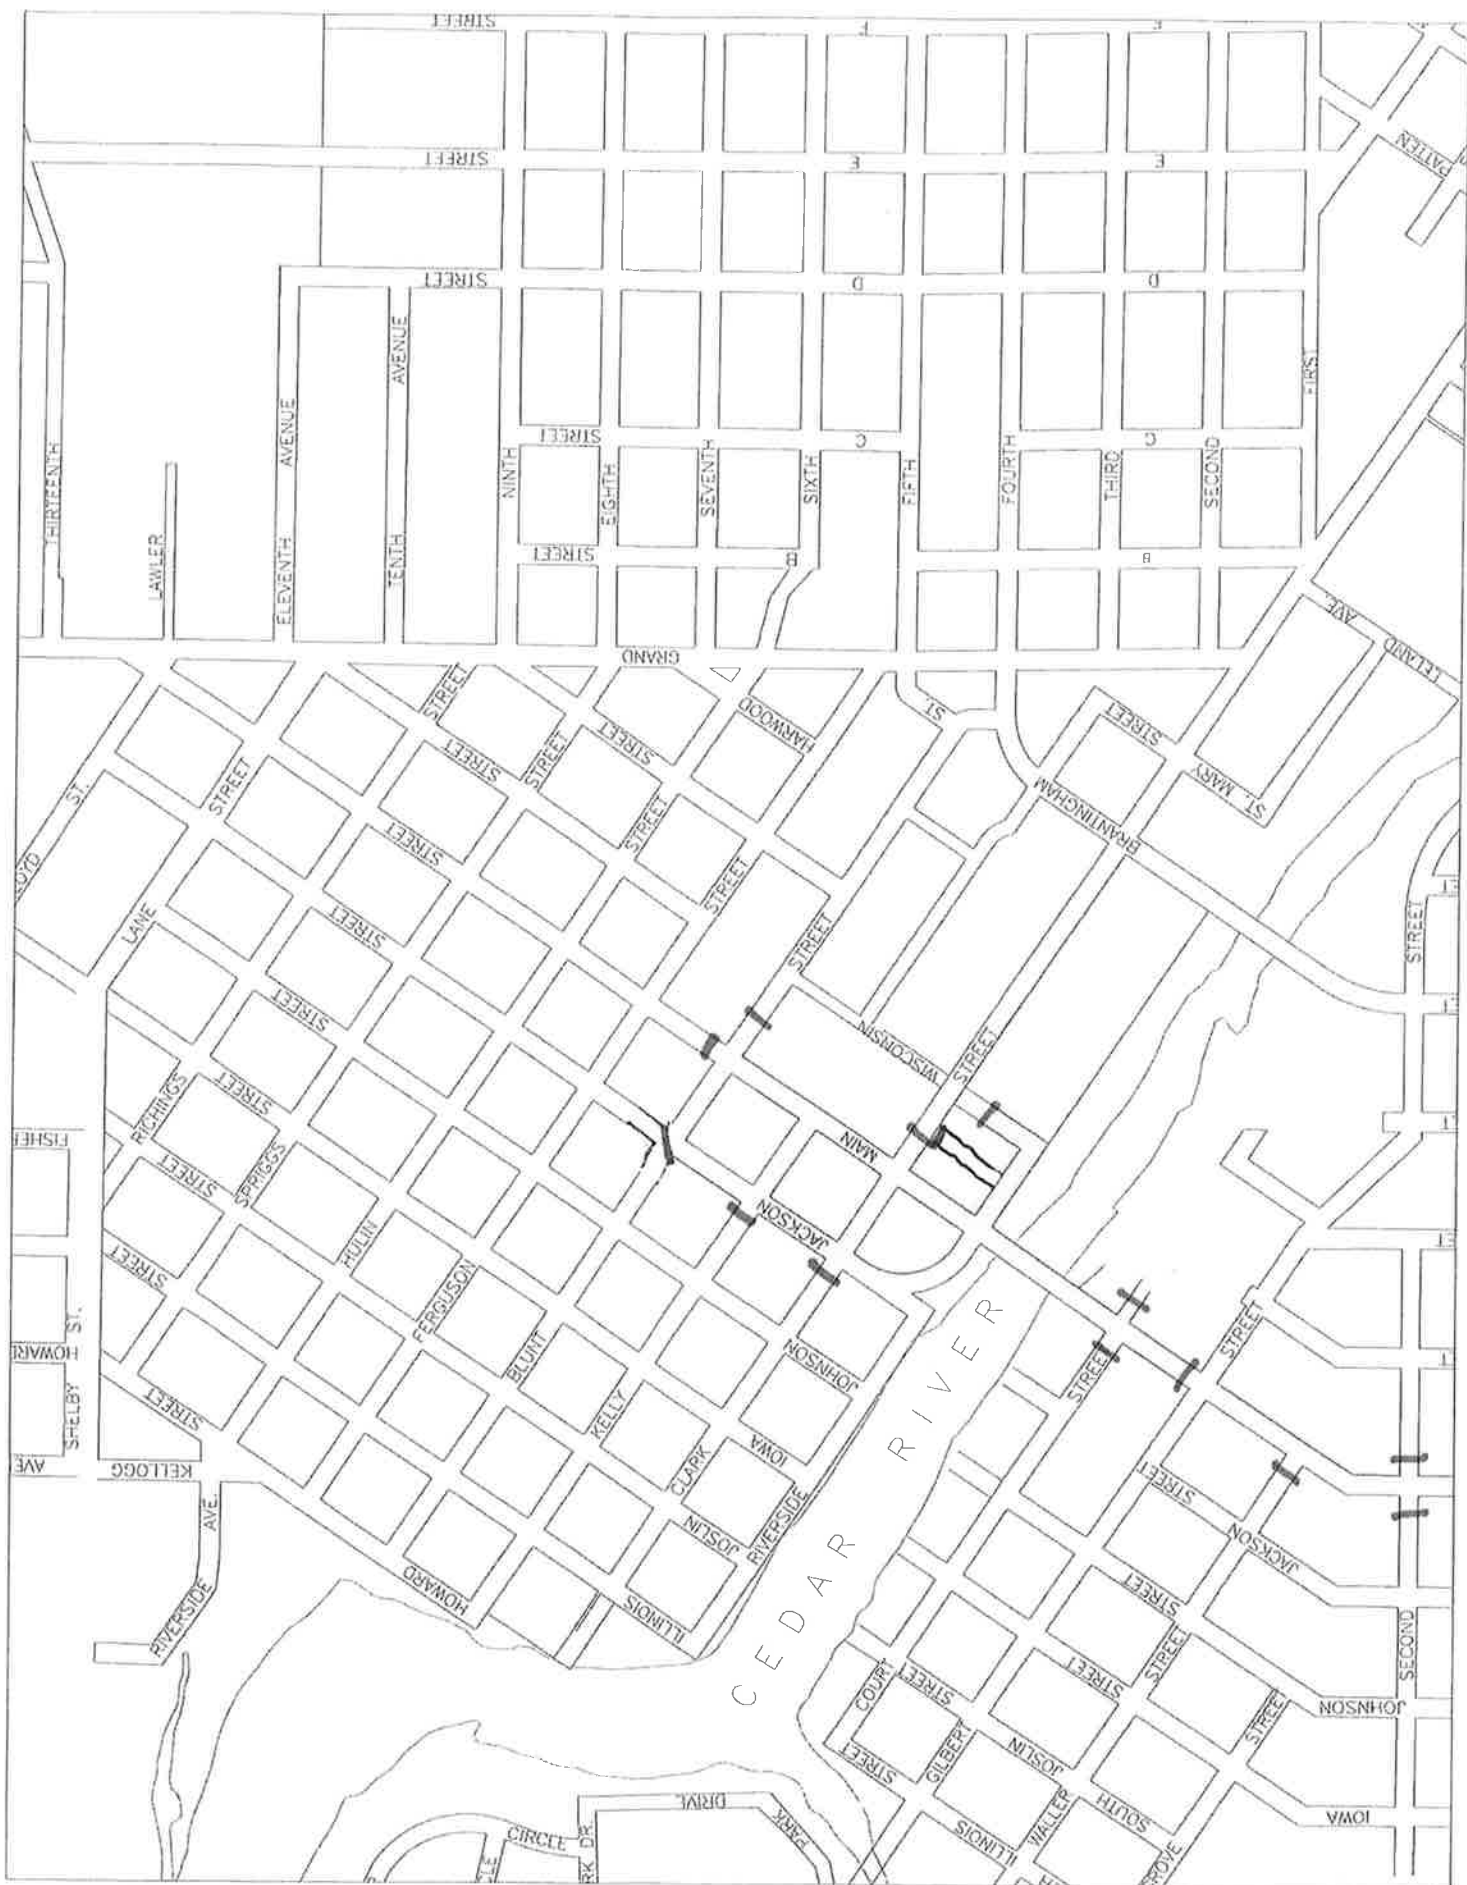 STREET
F
F
STREET
E
E
PATTEN
STREET
D
D
AVENUE
FIRST
AVENUE
STREET
C
C
THIRTEENTH
NINTH
EIGHTH
SEVENTH
SIXTH
FIFTH
FOURTH
THIRD
SECOND
LAWLER
ELEVENTH
TENTH
STREET
B
B
AVE.
LELAND
GRAND
STREET
HARWOOD
ST.
STREET
STREET
STREET
STREET
ST. MARY
ST.
STREET
STREET
BRANTINGHAM
STREET
STREET
LANE
STREET
STREET
STREET
STREET
WISCONSIN
STREET
RICHINGS
STREET
FISHER
SPRIGGS
STREET
MAIN
HULIN
JACKSON
STREET
FERGUSON
HOWARD
ST.
BLUNT
JOHNSON
STREET
STREET
SHELBY
STREET
KELLY
IOWA
CLARK
AVE
KELLOGG
AVE.
JOSLIN
RIVERSIDE
CEDAR RIVER
STREET
JACKSON
RIVERSIDE
HOWARD
ILLINOIS
STREET
STREET
STREET
SECOND
COURT
STREET
STREET
JOHNSON
STREET
GILBERT
JOSLIN
DRIVE
PARK
CIRCLE
DR.
ILLINOIS
WALLER
SOUTH
IOWA